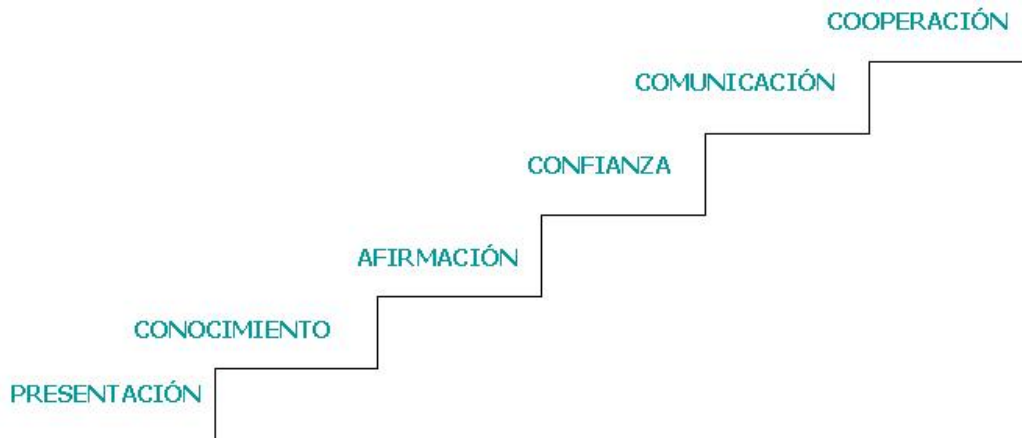 COOPERACIÓN
COMUNICACIÓN
CONFIANZA
AFIRMACIÓN
CONOCIMIENTO
PRESENTACIÓN